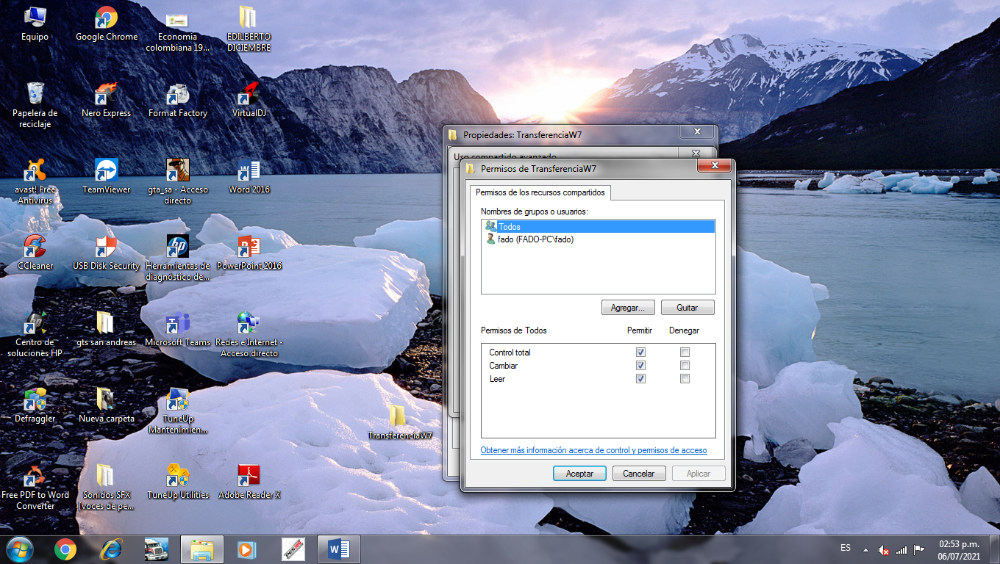 Equipo
Google Chrome
Economia
colombiana 19...
EDILBERTO
DICIEMBRE
Papelera de
reciclaje
Nero Express
Format Factory
VirtualDJ
avast! Free
Antivirus
TeamViewer
gta_sa - Acceso
directo
Word 2016
CCleaner
USB Disk Security
Herramientas de
diagnóstico de...
PowerPoint 2016
Centro de
soluciones HP
gts san andreas
Microsoft Teams
Redes e Internet -
Acceso directo
Defraggler
Nueva carpeta
TuneUp
Mantenimien...
TransferenciaW7
Free PDF to Word
Converter
Sonidos SFX
[voces de pe...
TuneUp Utilities
Adobe Reader X
Propiedades: TransferenciaW7
Uso compartido avanzado
Permisos de TransferenciaW7
Permisos de los recursos compartidos
Nombres de grupos o usuarios:
Todos
fado (FADO-PC\fado)
Agregar...
Quitar
Permisos de Todos
Permitir
Denegar
Control total
Cambiar
Leer
Obtener más información acerca de control y permisos de acceso
Aceptar
Cancelar
Aplicar
ES
02:53 p.m.
06/07/2021